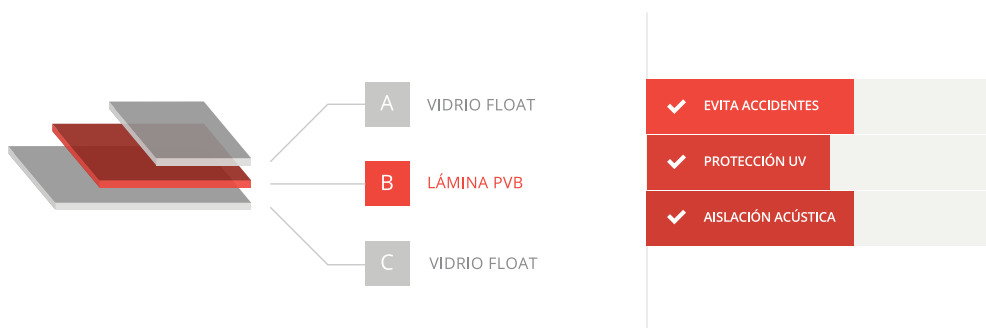 A VIDRIO FLOAT
B LÁMINA PVB
C VIDRIO FLOAT
EVITA ACCIDENTES
PROTECCIÓN UV
AISLACIÓN ACÚSTICA